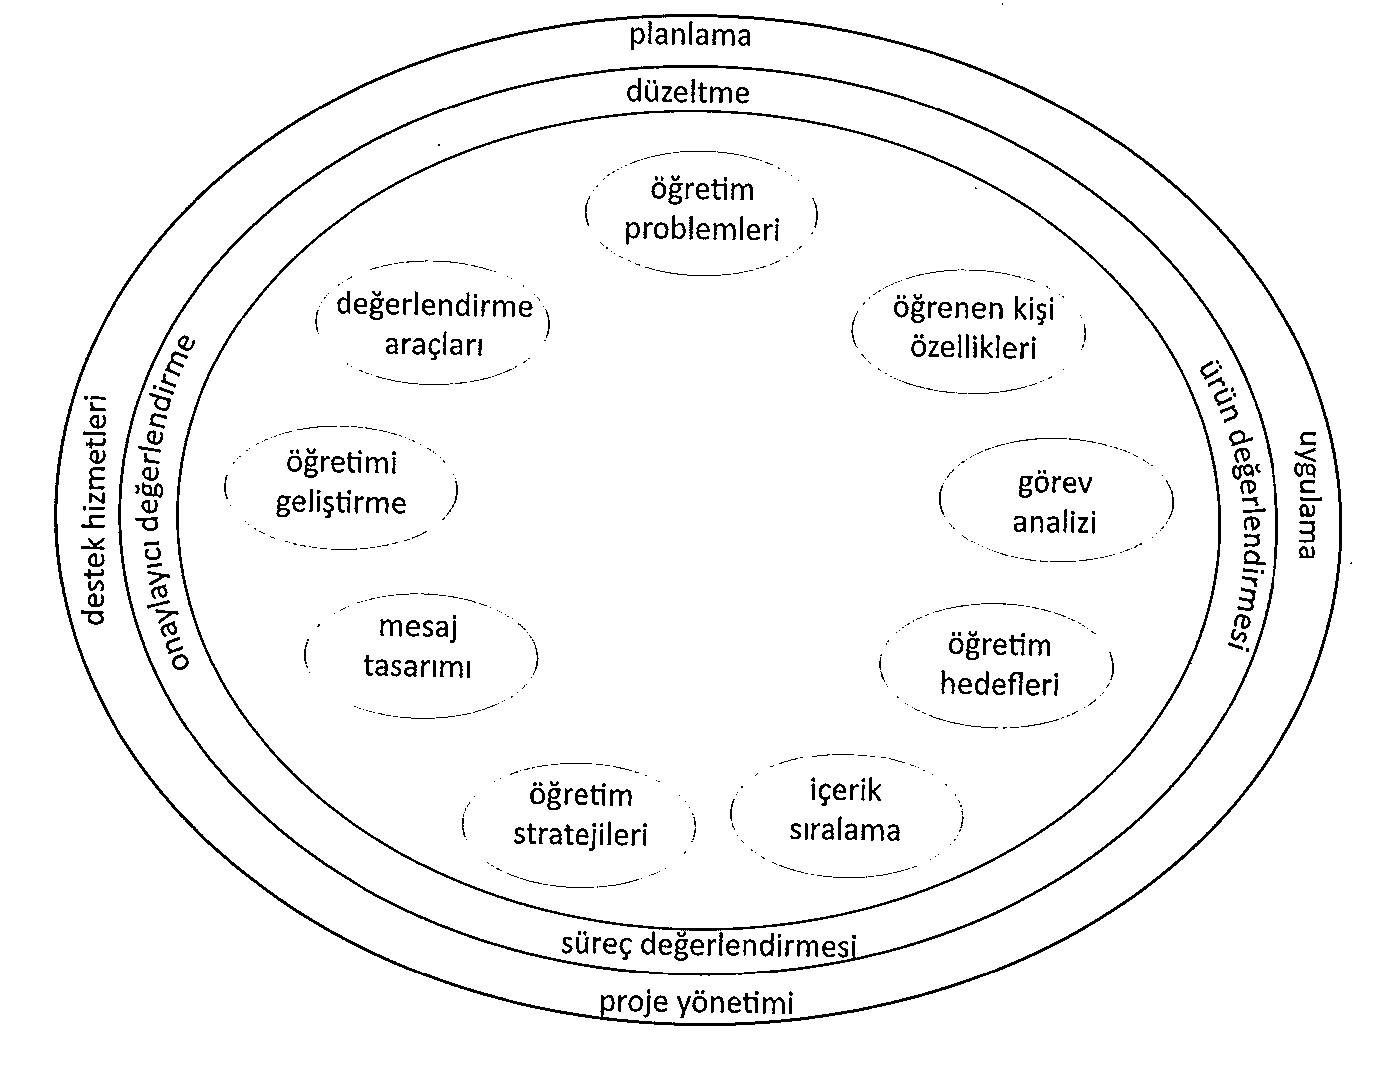 planlama
düzeltme
öğretim
problemleri
değerlendirme
araçları
öğrenen kişi
özellikleri
öğretimi
geliştirme
görev
analizi
mesaj
tasarımı
öğretim
hedefleri
öğretim
stratejileri
içerik
sıralama
destek hizmetleri
onaylayıcı değerlendirme
ürün değerlendirmesi
uygulama
süreç değerlendirmesi
proje yönetimi